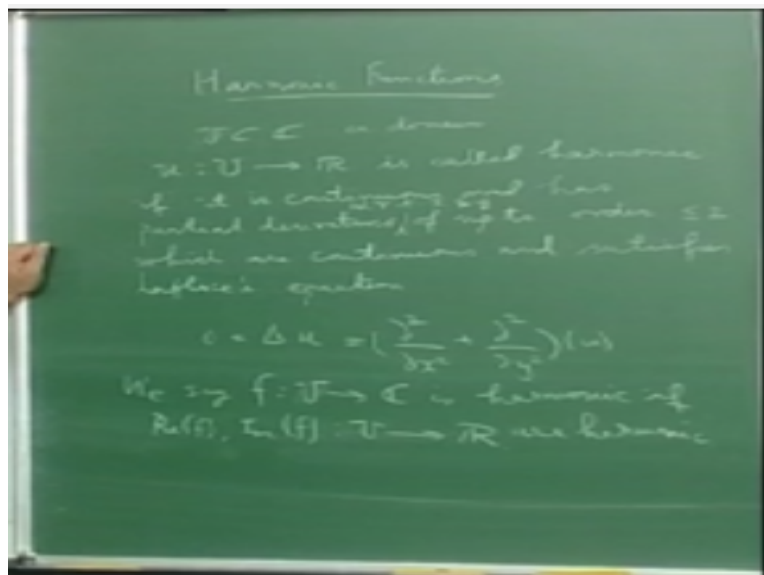 Harmonic Functions
U ⊂ ℂ a domain
u : U → ℝ is called harmonic
if it is continuous and has
partial derivatives of up to order ≤ 2
which are continuous and satisfies
Laplace's equation
0 = Δu = (∂²/∂x² + ∂²/∂y²)(u)
We say f : U → ℂ is harmonic if
Re(f), Im(f) : U → ℝ are harmonic